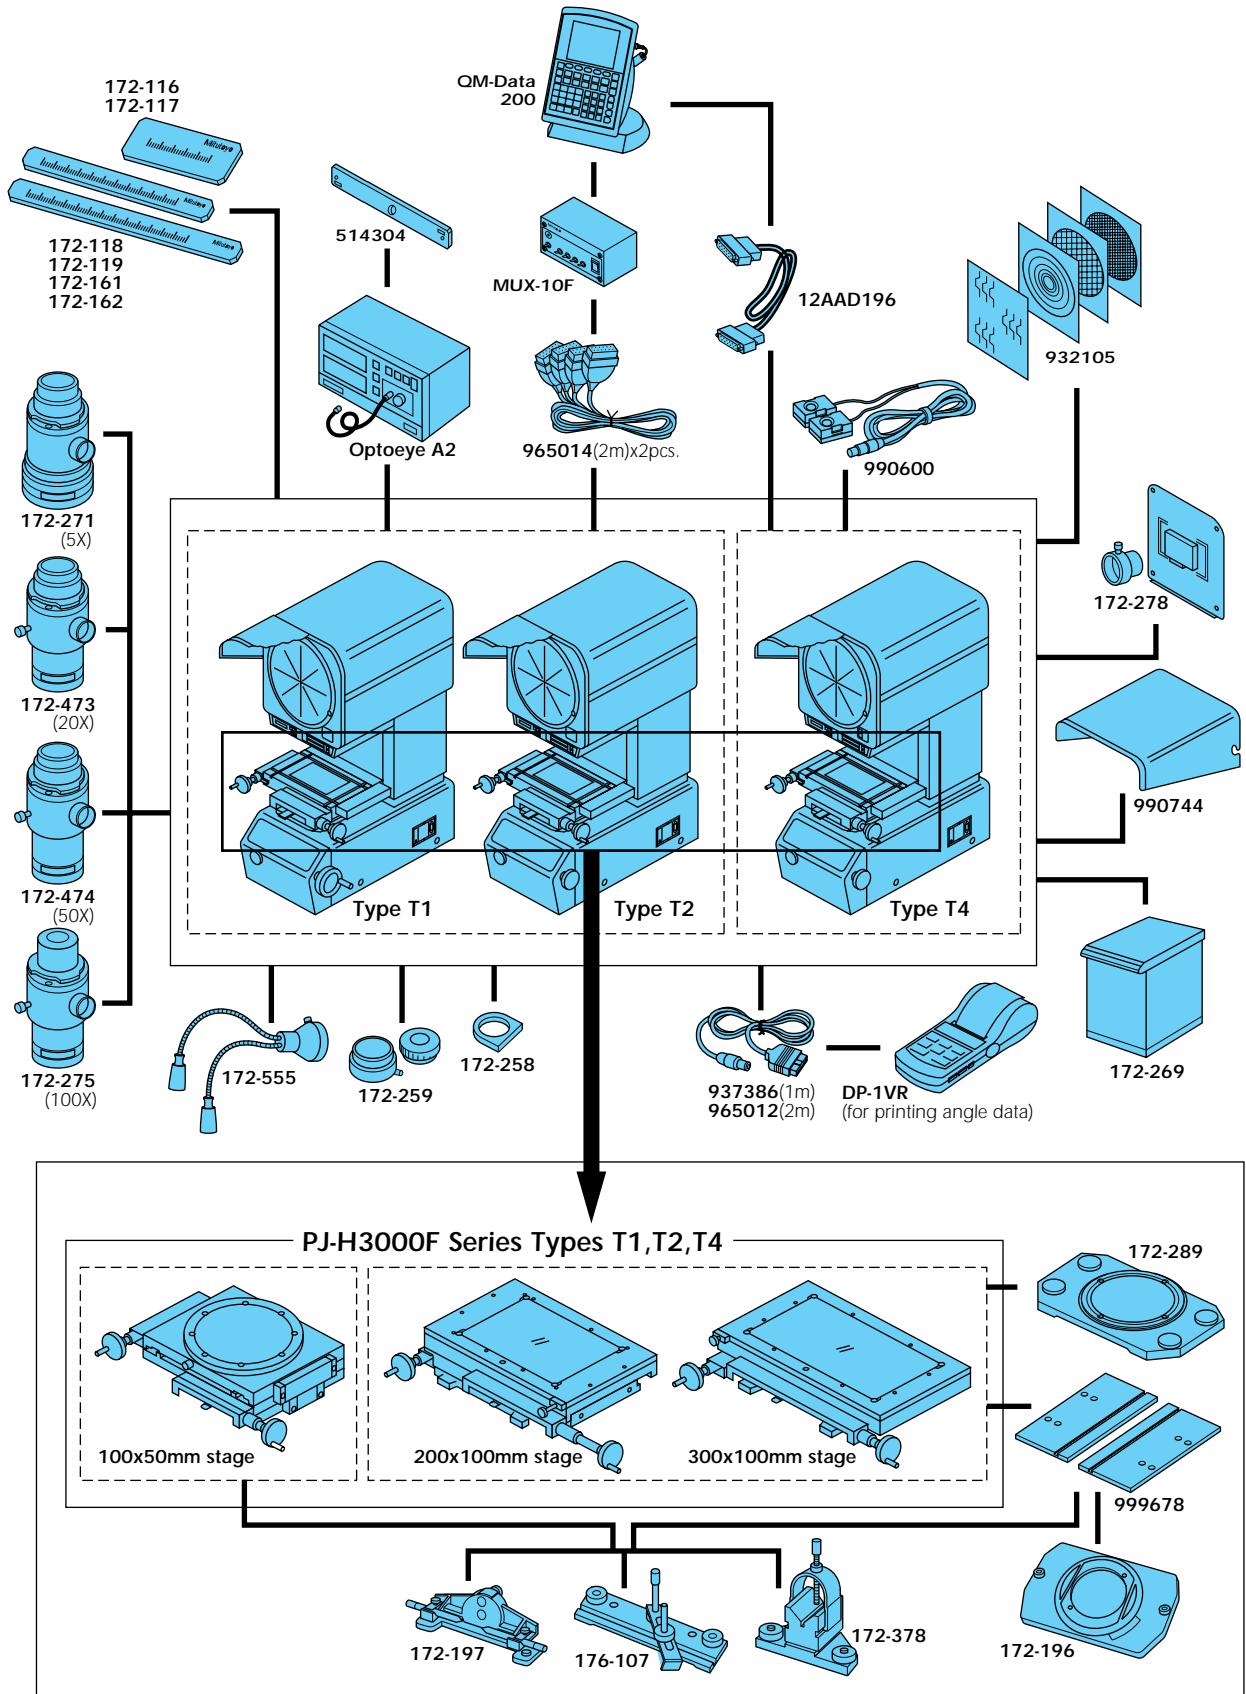 QM-Data
200
172-116
172-117
Mitutoyo
Mitutoyo
Mitutoyo
514304
172-118
172-119
172-161
172-162
MUX-10F
12AAD196
932105
Optoeye A2
965014(2m)x2pcs.
990600
172-271
(5X)
172-278
172-473
(20X)
990744
172-474
(50X)
Type T1
Type T2
Type T4
172-275
(100X)
172-555
172-259
172-258
937386(1m)
965012(2m)
DP-1VR
(for printing angle data)
172-269
PJ-H3000F Series Types T1,T2,T4
172-289
100x50mm stage
200x100mm stage
300x100mm stage
999678
172-197
176-107
172-378
172-196